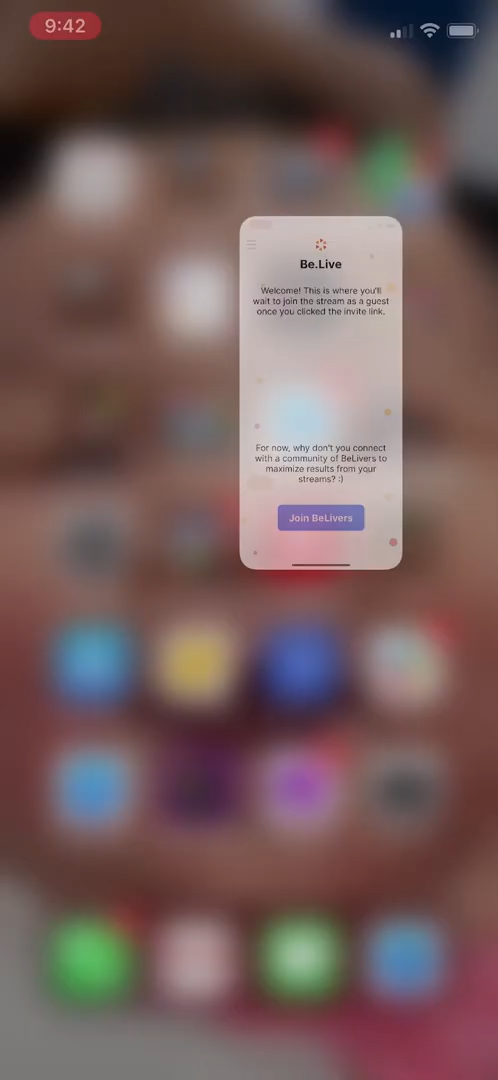 9:42
Be.Live
Welcome! This is where you'll
wait to join the stream as a guest
once you clicked the invite link.
For now, why don't you connect
with a community of BeLivers to
maximize results from your
streams? :)
Join BeLivers